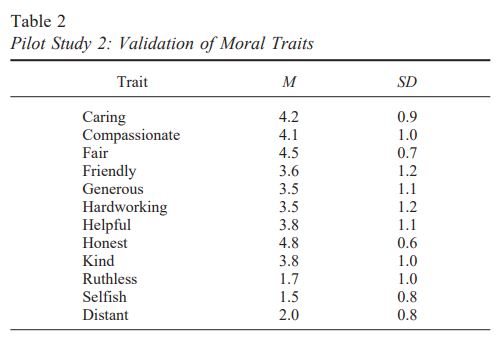 Table 2
Pilot Study 2: Validation of Moral Traits
Trait M SD
Caring 4.2 0.9
Compassionate 4.1 1.0
Fair 4.5 0.7
Friendly 3.6 1.2
Generous 3.5 1.1
Hardworking 3.5 1.2
Helpful 3.8 1.1
Honest 4.8 0.6
Kind 3.8 1.0
Ruthless 1.7 1.0
Selfish 1.5 0.8
Distant 2.0 0.8